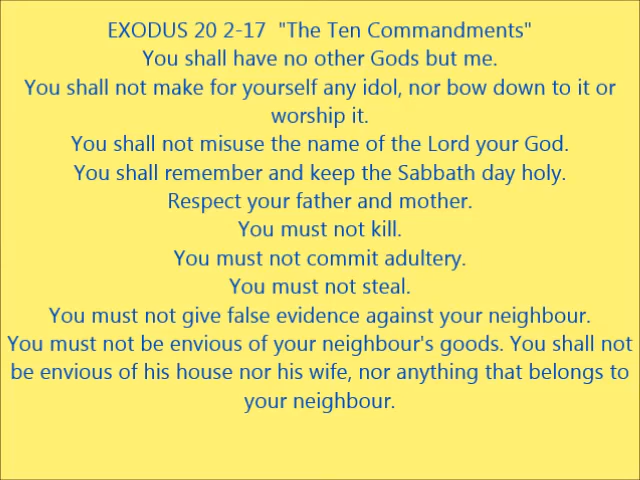 EXODUS 20 2-17  "The Ten Commandments"
You shall have no other Gods but me.
You shall not make for yourself any idol, nor bow down to it or
worship it.
You shall not misuse the name of the Lord your God.
You shall remember and keep the Sabbath day holy.
Respect your father and mother.
You must not kill.
You must not commit adultery.
You must not steal.
You must not give false evidence against your neighbour.
You must not be envious of your neighbour's goods. You shall not
be envious of his house nor his wife, nor anything that belongs to
your neighbour.